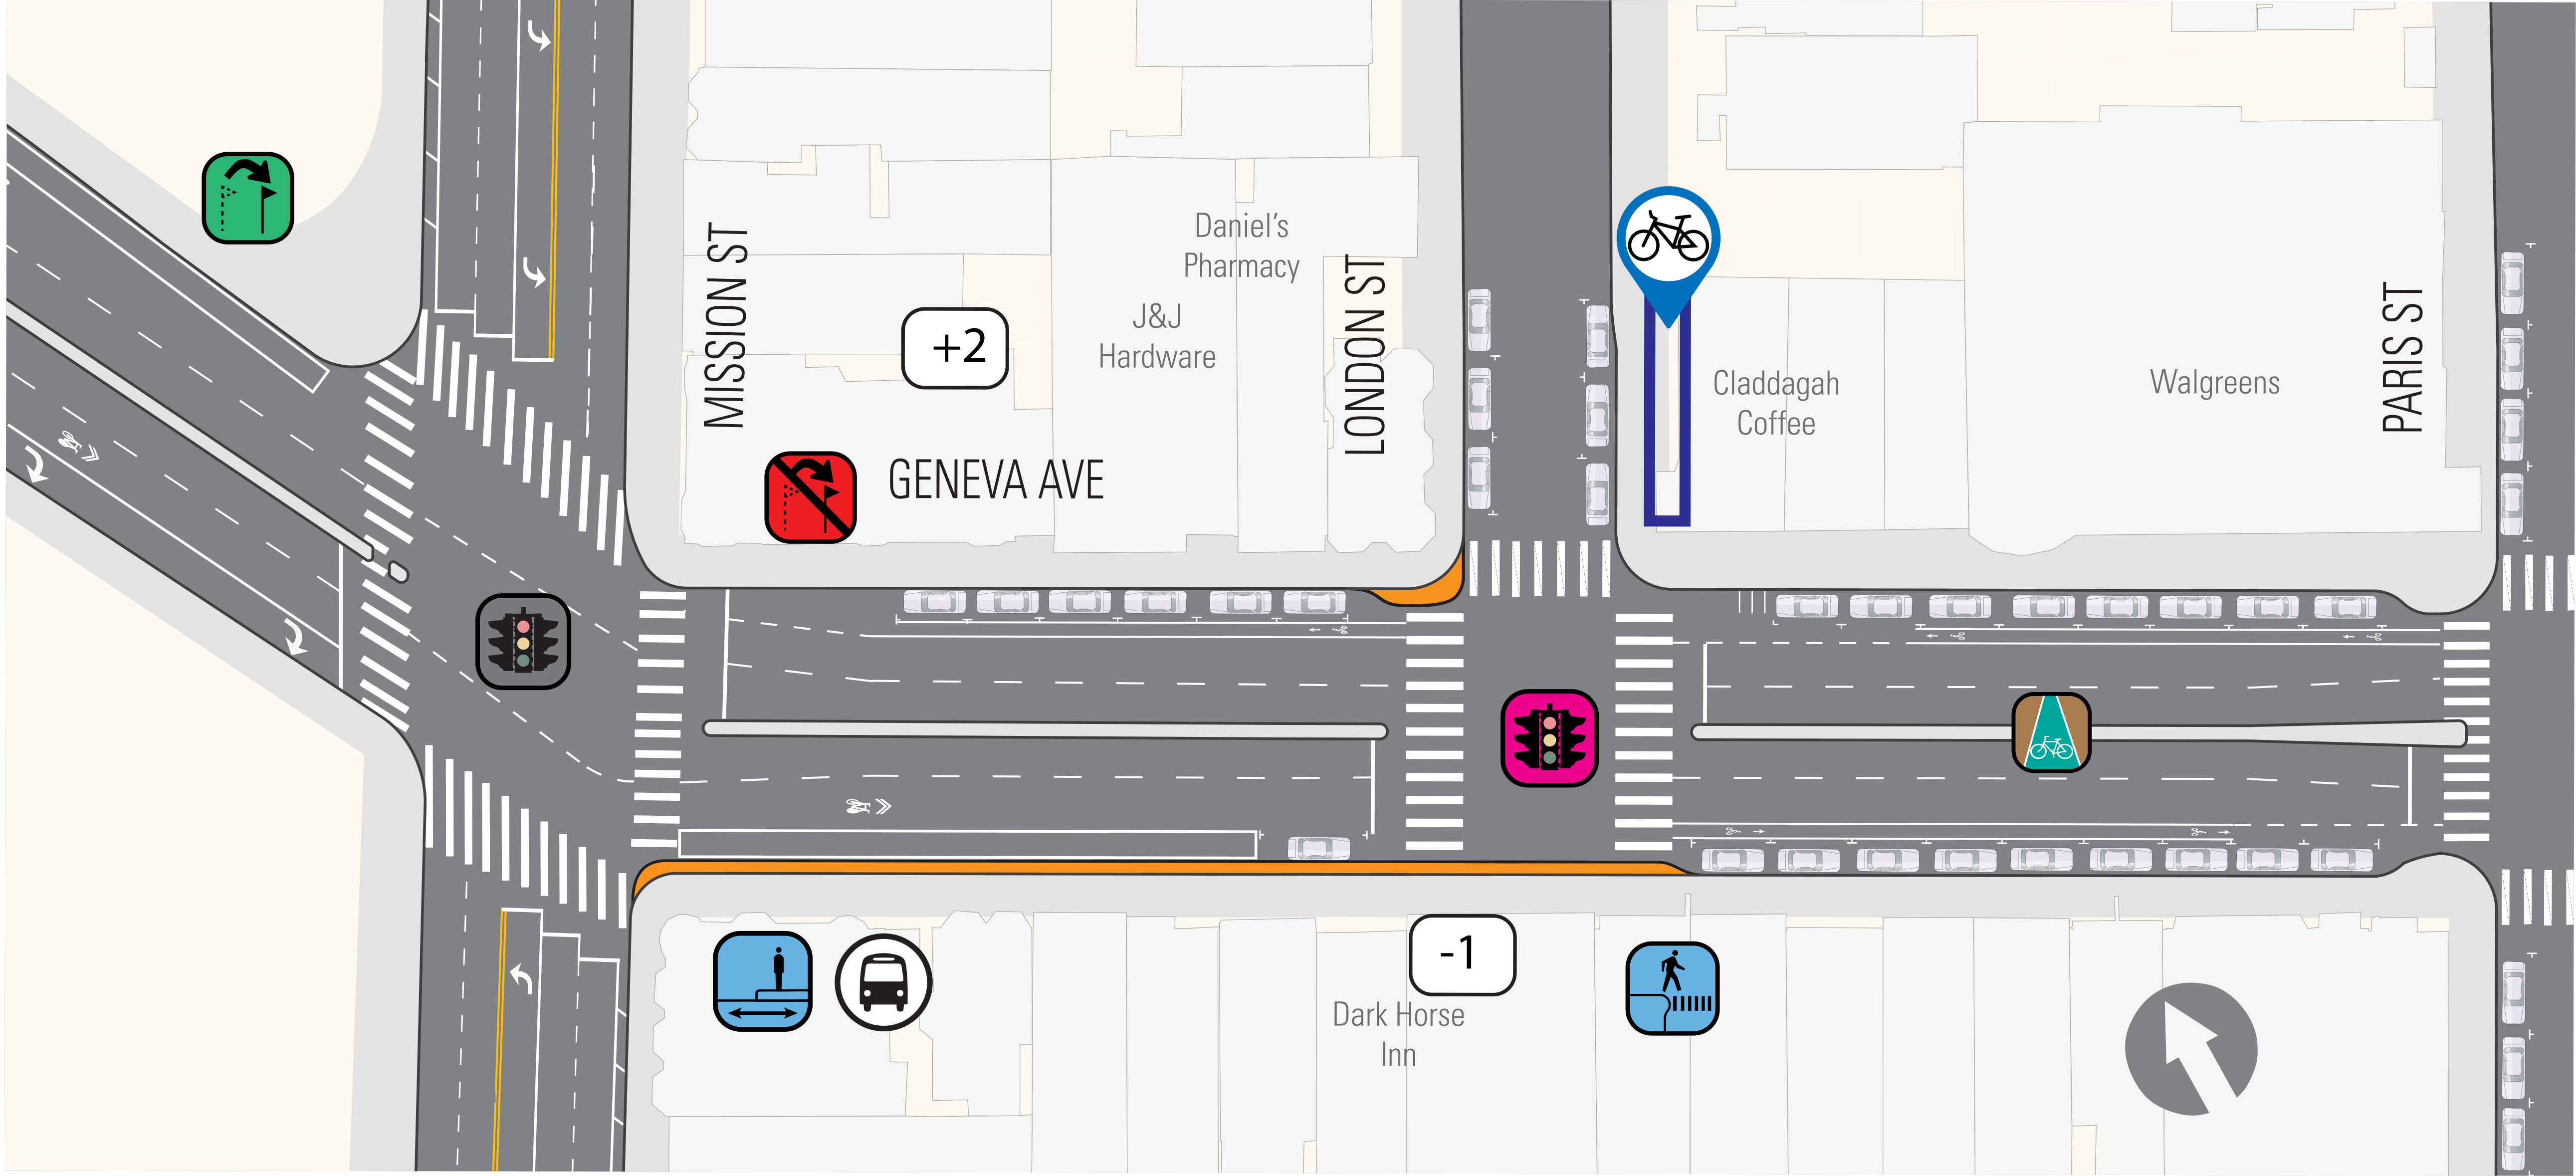 MISSION ST
+2
Daniel's
Pharmacy
J&J
Hardware
LONDON ST
Claddagah
Coffee
Walgreens
PARIS ST
GENEVA AVE
-1
Dark Horse
Inn